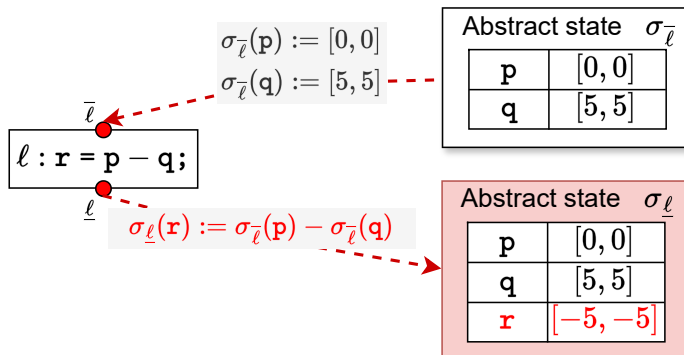 σ_ℓ̅(p) := [0, 0]
σ_ℓ̅(q) := [5, 5]
Abstract state σ_ℓ̅
p [0, 0]
q [5, 5]
ℓ̅
ℓ : r = p − q;
ℓ̲
σ_ℓ̲(r) := σ_ℓ̅(p) − σ_ℓ̅(q)
Abstract state σ_ℓ̲
p [0, 0]
q [5, 5]
r [−5, −5]